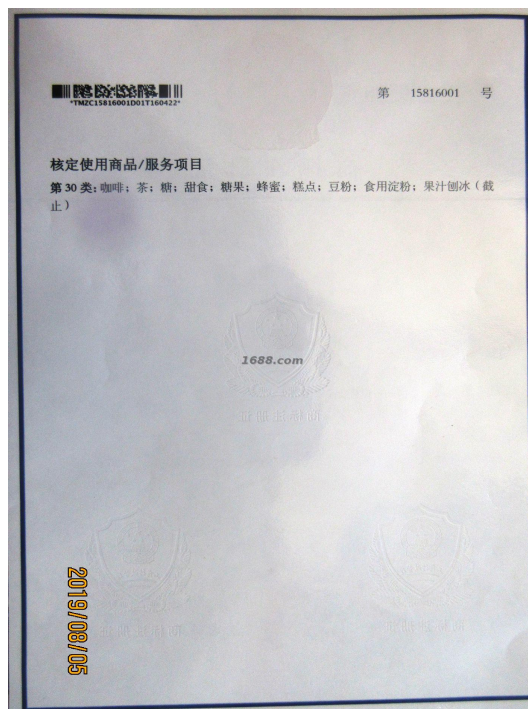 第 15816001 号
*TMZC15816001D01T160422*
核定使用商品/服务项目
第 30 类: 咖啡; 茶; 糖; 甜食; 糖果; 蜂蜜; 糕点; 豆粉; 食用淀粉; 果汁刨冰 ( 截
止 )
1688.com
2019/08/05